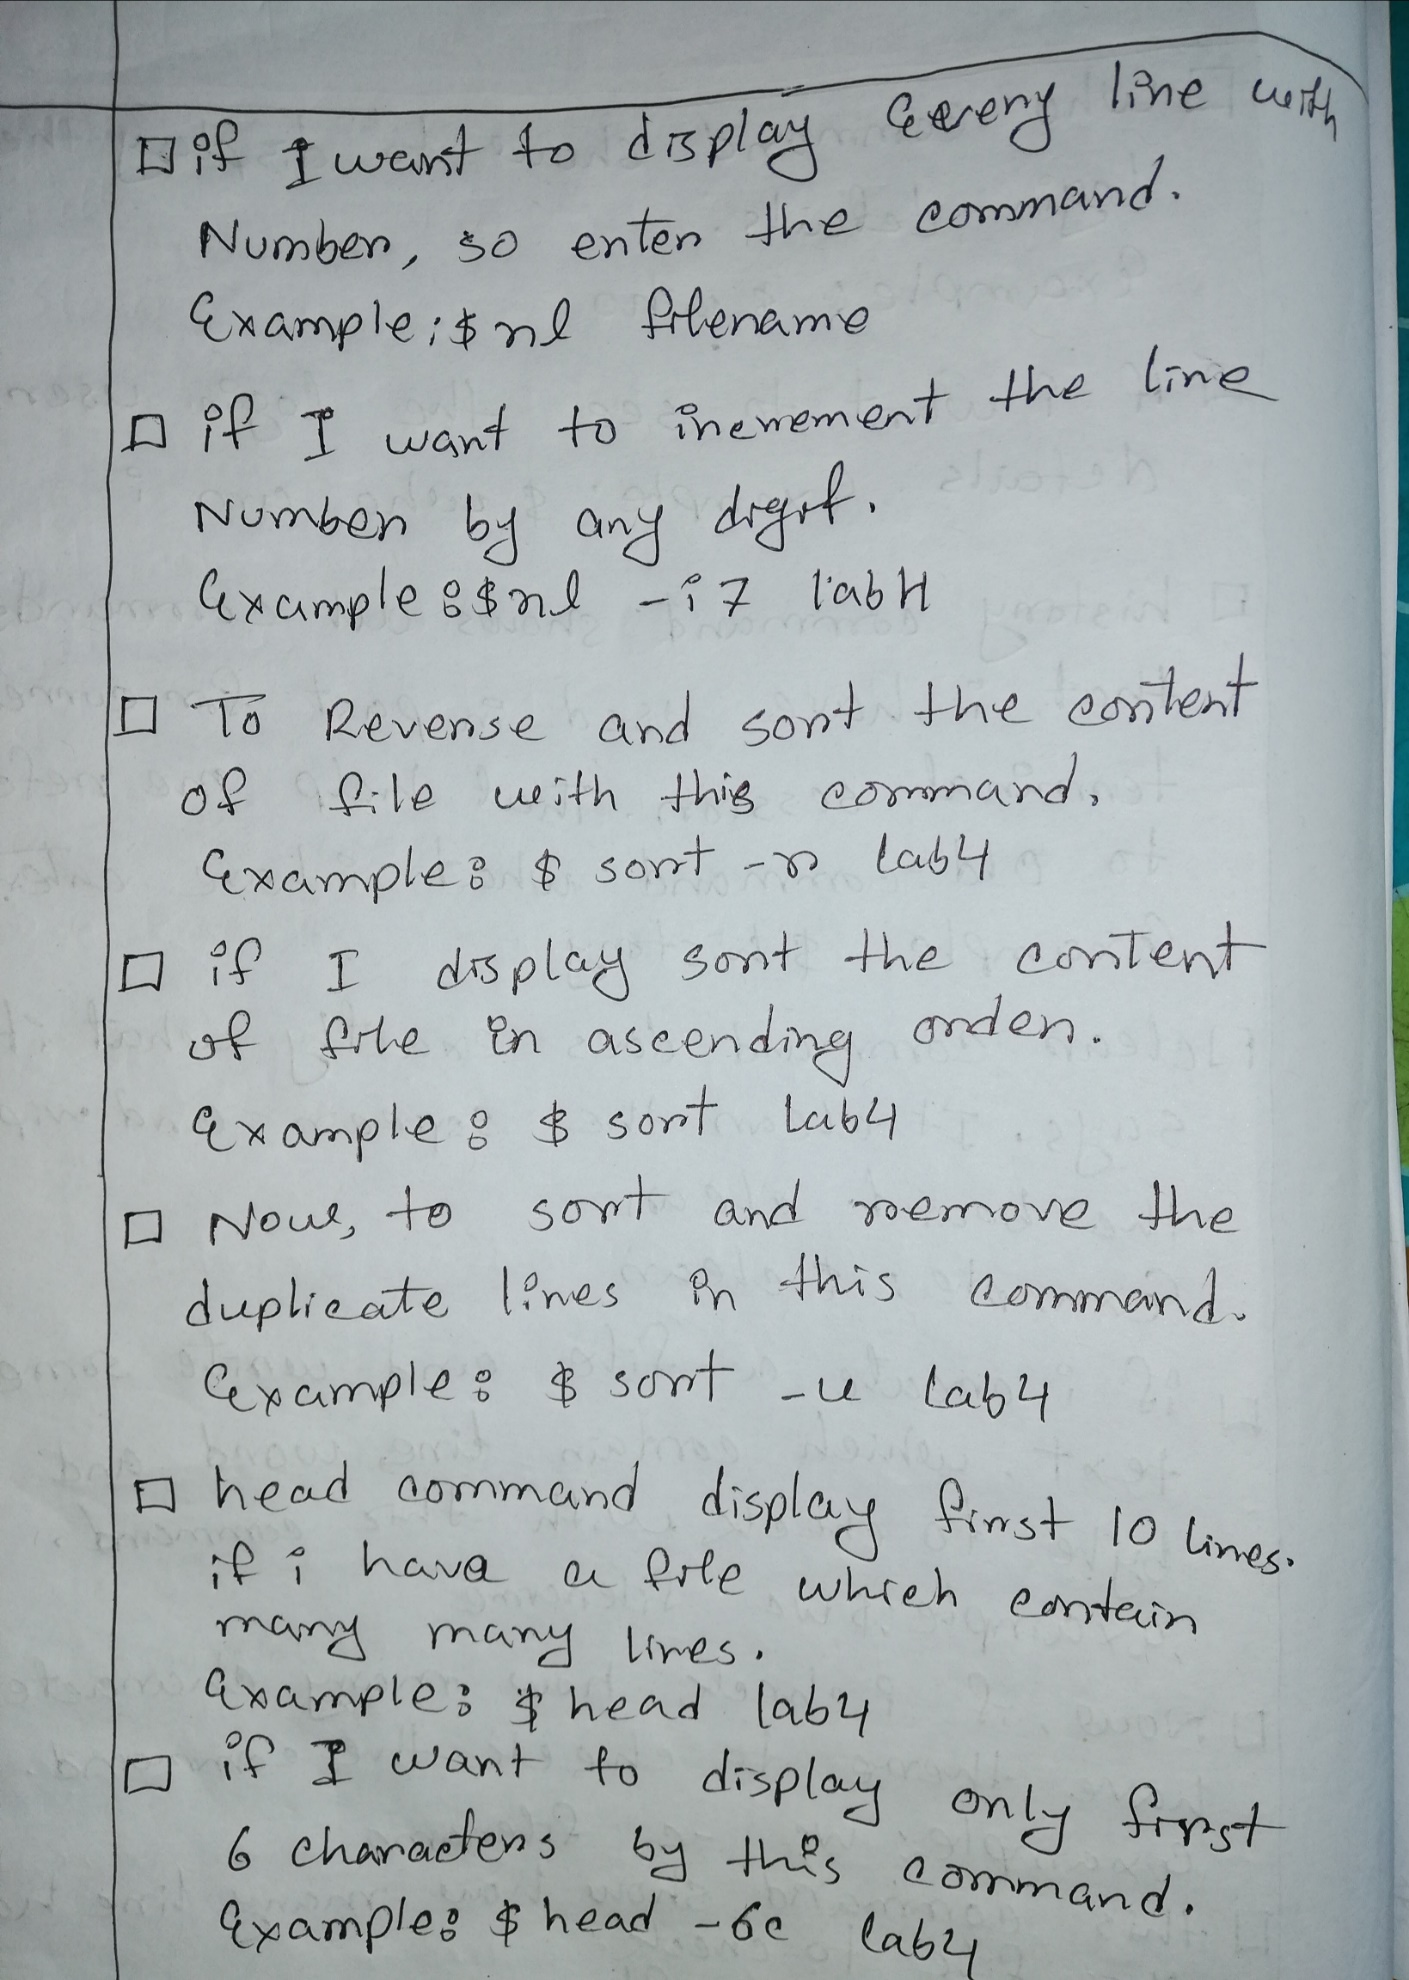 □ if I want to display Every line with
Number, so enter the command.
Example: $ nl filename
□ if I want to increment the line
Number by any digit.
Example: $ nl -i7 lab4
□ To Reverse and sort the content
of file with this command.
Example: $ sort -r lab4
□ if I display sort the content
of file in ascending order.
Example: $ sort lab4
□ Now, to sort and remove the
duplicate lines in this command.
Example: $ sort -u lab4
□ head command display first 10 lines.
if i have a file which contain
many many lines.
Example: $ head lab4
□ if I want to display only first
6 characters by this command.
Example: $ head -6c lab4